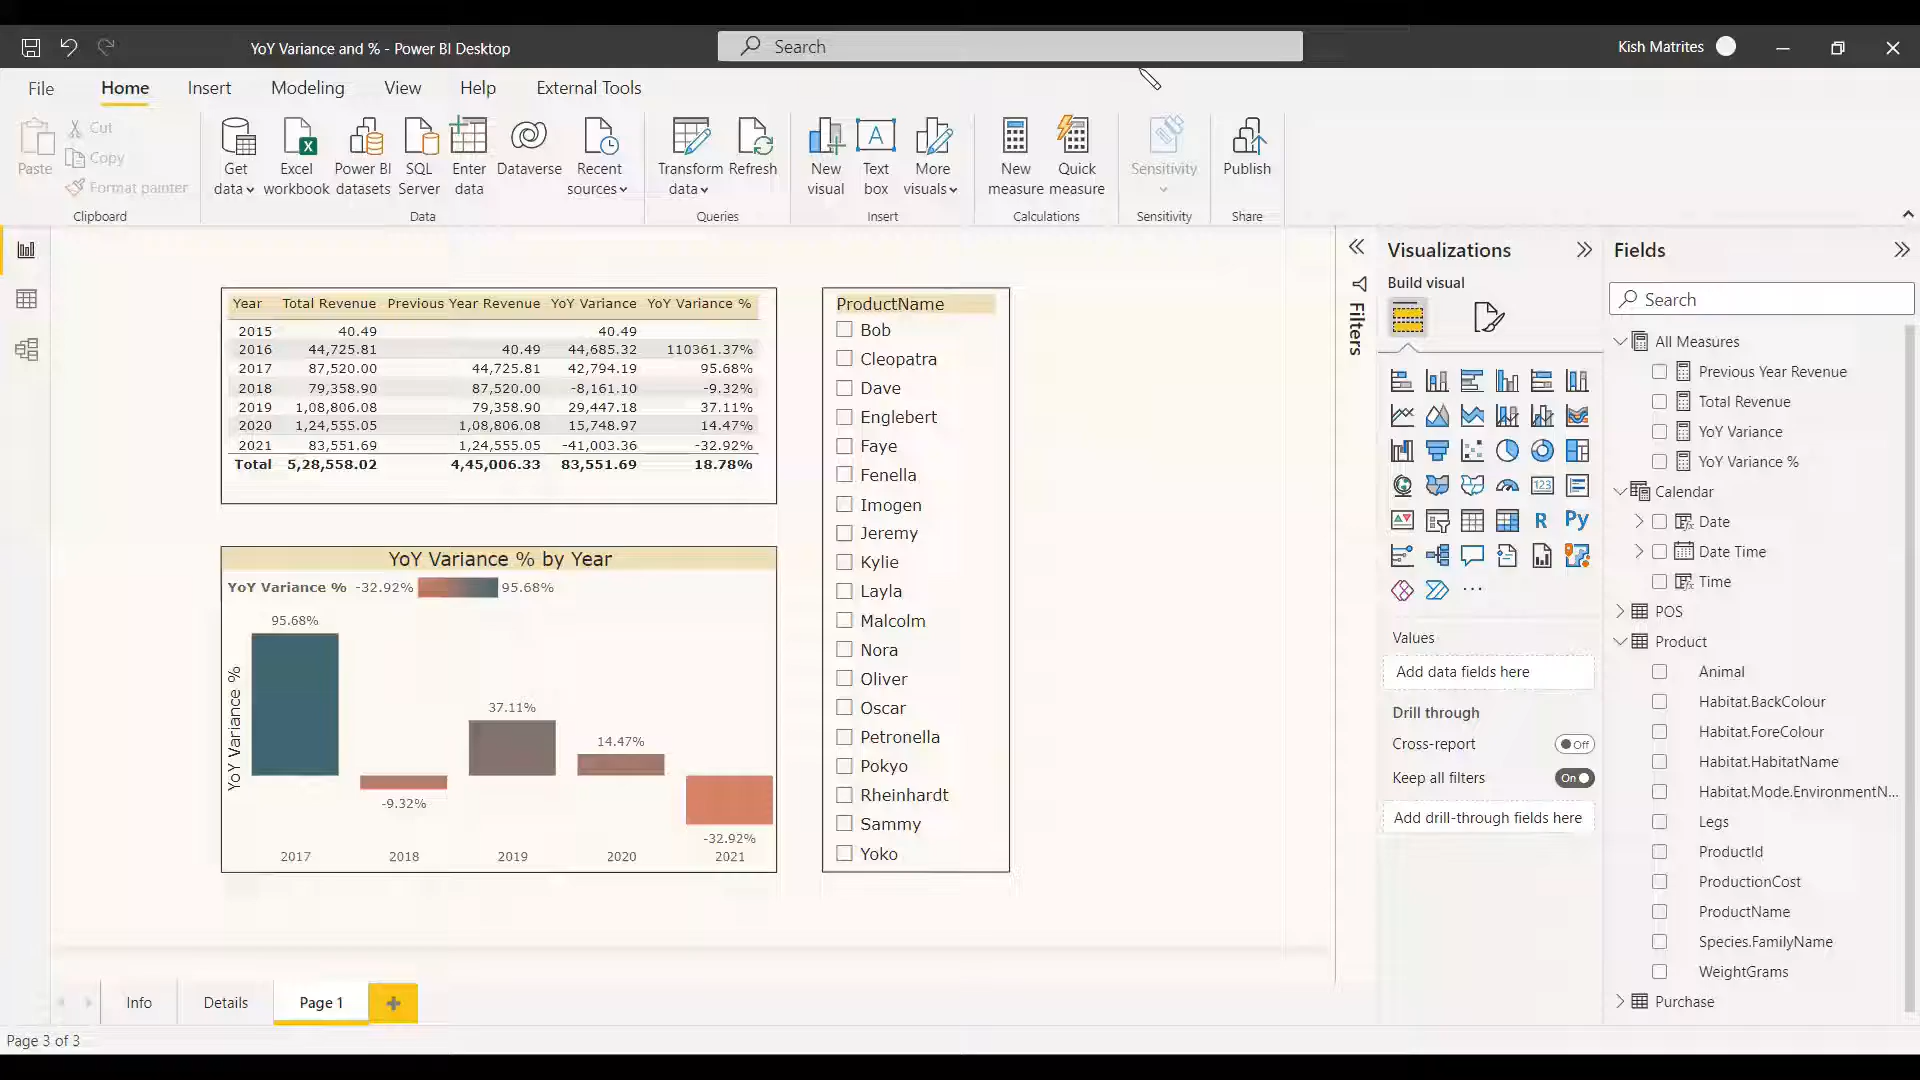 YoY Variance and % - Power BI Desktop
Search
Kish Matrites
File Home Insert Modeling View Help External Tools
Paste
Cut
Copy
Format painter
Clipboard
Get data
Excel workbook
Power BI datasets
SQL Server
Enter data
Dataverse
Recent sources
Data
Transform data
Refresh
Queries
New visual
Text box
More visuals
Insert
New measure
Quick measure
Calculations
Sensitivity
Sensitivity
Publish
Share
Year Total Revenue Previous Year Revenue YoY Variance YoY Variance %
2015 40.49 40.49
2016 44,725.81 40.49 44,685.32 110361.37%
2017 87,520.00 44,725.81 42,794.19 95.68%
2018 79,358.90 87,520.00 -8,161.10 -9.32%
2019 1,08,806.08 79,358.90 29,447.18 37.11%
2020 1,24,555.05 1,08,806.08 15,748.97 14.47%
2021 83,551.69 1,24,555.05 -41,003.36 -32.92%
Total 5,28,558.02 4,45,006.33 83,551.69 18.78%
YoY Variance % by Year
YoY Variance % -32.92% 95.68%
YoY Variance %
95.68%
-9.32%
37.11%
14.47%
-32.92%
2017 2018 2019 2020 2021
ProductName
Bob
Cleopatra
Dave
Englebert
Faye
Fenella
Imogen
Jeremy
Kylie
Layla
Malcolm
Nora
Oliver
Oscar
Petronella
Pokyo
Rheinhardt
Sammy
Yoko
Filters
Visualizations
Build visual
123
R Py
Values
Add data fields here
Drill through
Cross-report Off
Keep all filters On
Add drill-through fields here
Fields
Search
All Measures
Previous Year Revenue
Total Revenue
YoY Variance
YoY Variance %
Calendar
Date
Date Time
Time
POS
Product
Animal
Habitat.BackColour
Habitat.ForeColour
Habitat.HabitatName
Habitat.Mode.EnvironmentN...
Legs
ProductId
ProductionCost
ProductName
Species.FamilyName
WeightGrams
Purchase
Info Details Page 1
Page 3 of 3